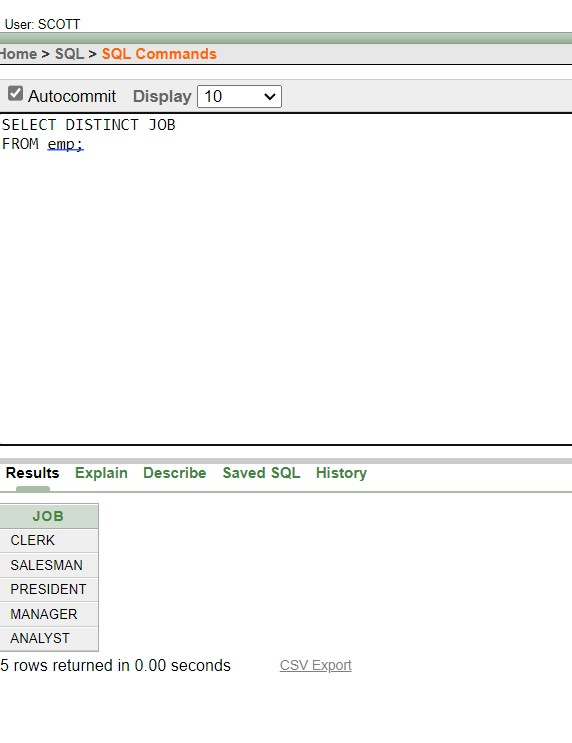 User: SCOTT
Home > SQL > SQL Commands
Autocommit Display 10
SELECT DISTINCT JOB
FROM emp;
Results Explain Describe Saved SQL History
JOB
CLERK
SALESMAN
PRESIDENT
MANAGER
ANALYST
5 rows returned in 0.00 seconds CSV Export